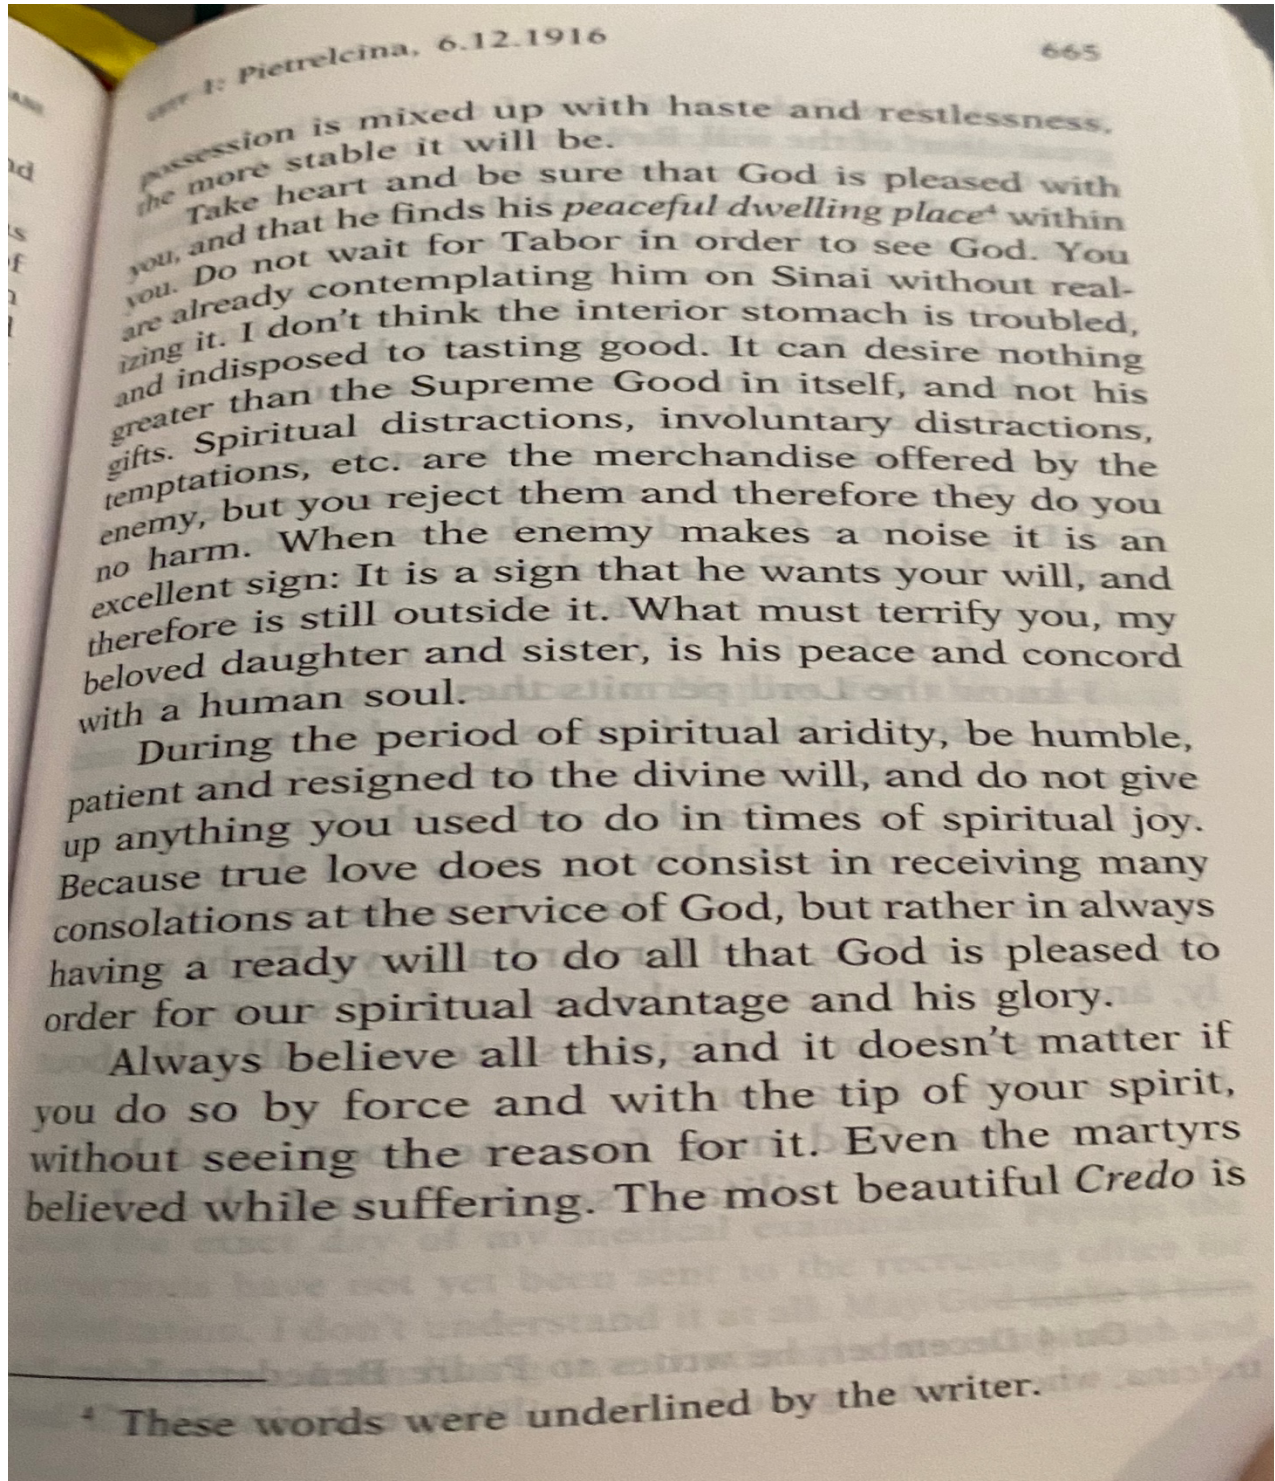 1: Pietrelcina, 6.12.1916
665
possession is mixed up with haste and restlessness,
the more stable it will be.
Take heart and be sure that God is pleased with
you, and that he finds his peaceful dwelling place⁴ within
you. Do not wait for Tabor in order to see God. You
are already contemplating him on Sinai without real-
izing it. I don't think the interior stomach is troubled,
and indisposed to tasting good. It can desire nothing
greater than the Supreme Good in itself, and not his
gifts. Spiritual distractions, involuntary distractions,
temptations, etc. are the merchandise offered by the
enemy, but you reject them and therefore they do you
no harm. When the enemy makes a noise it is an
excellent sign: It is a sign that he wants your will, and
therefore is still outside it. What must terrify you, my
beloved daughter and sister, is his peace and concord
with a human soul.
During the period of spiritual aridity, be humble,
patient and resigned to the divine will, and do not give
up anything you used to do in times of spiritual joy.
Because true love does not consist in receiving many
consolations at the service of God, but rather in always
having a ready will to do all that God is pleased to
order for our spiritual advantage and his glory.
Always believe all this, and it doesn't matter if
you do so by force and with the tip of your spirit,
without seeing the reason for it. Even the martyrs
believed while suffering. The most beautiful Credo is
⁴ These words were underlined by the writer.